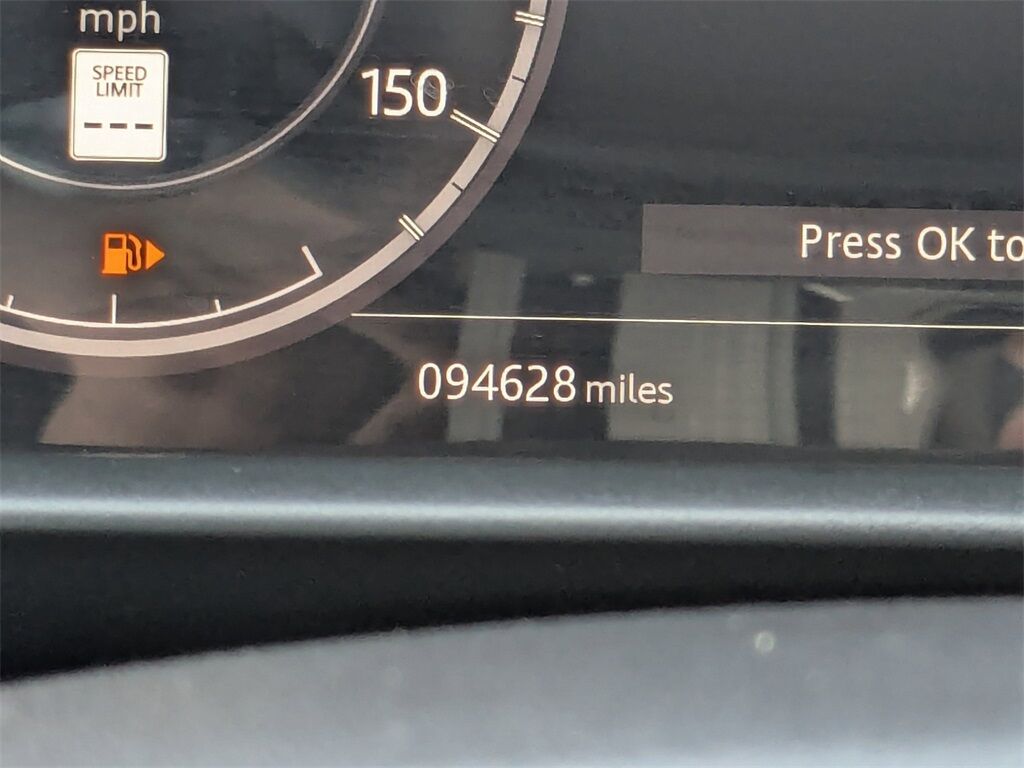 mph
SPEED
LIMIT
---
150
Press OK to
094628 miles